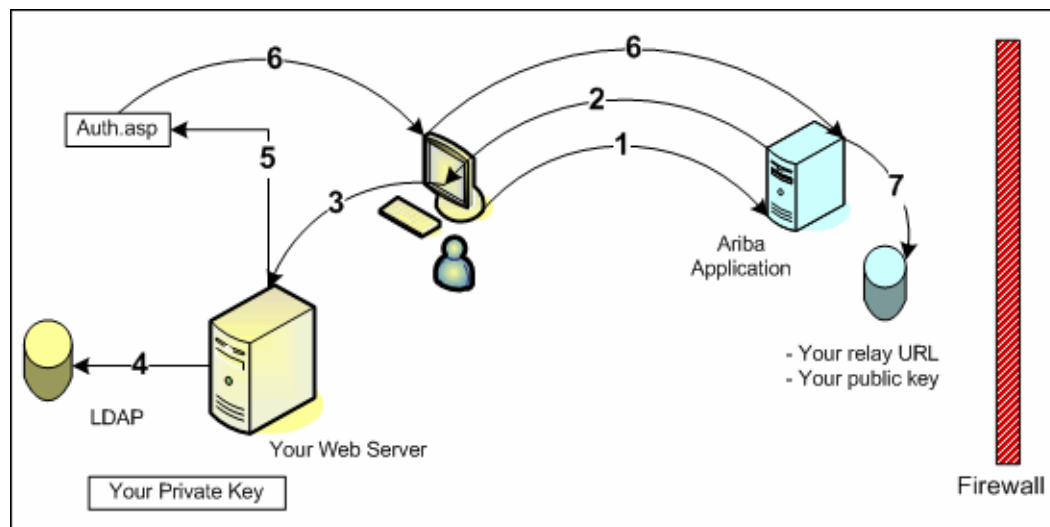 6
6
Auth.asp
2
1
5
3
7
Ariba
Application
4
- Your relay URL
- Your public key
LDAP
Your Web Server
Your Private Key
Firewall